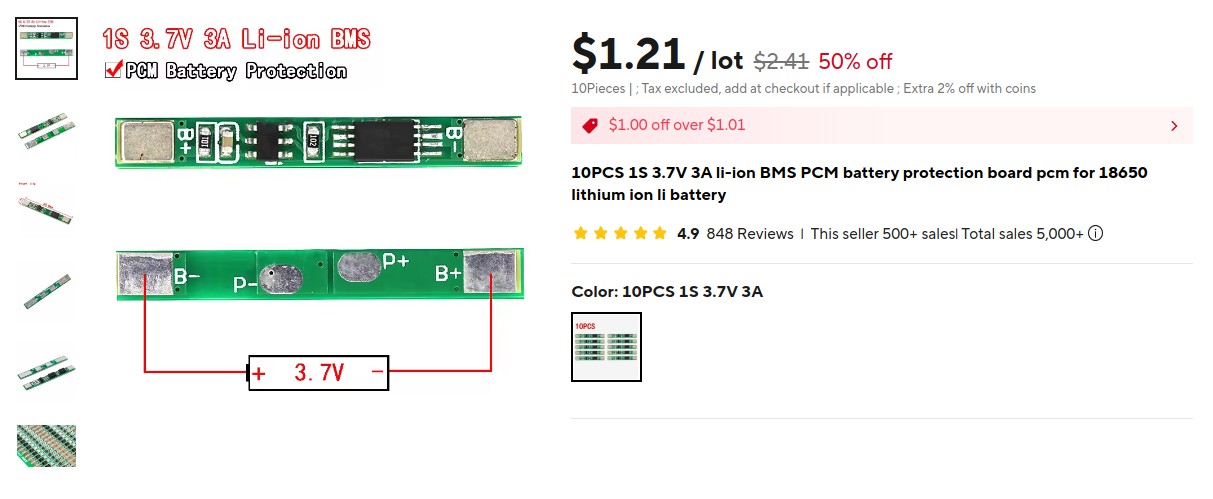 1S 3.7V 3A Li-ion BMS
PCM Battery Protection
B+
101
102
B-
B-
P-
P+
B+
+ 3.7V -
$1.21 / lot $2.41 50% off
10Pieces | ; Tax excluded, add at checkout if applicable ; Extra 2% off with coins
$1.00 off over $1.01
10PCS 1S 3.7V 3A li-ion BMS PCM battery protection board pcm for 18650
lithium ion li battery
4.9 848 Reviews | This seller 500+ sales| Total sales 5,000+
Color: 10PCS 1S 3.7V 3A
10PCS